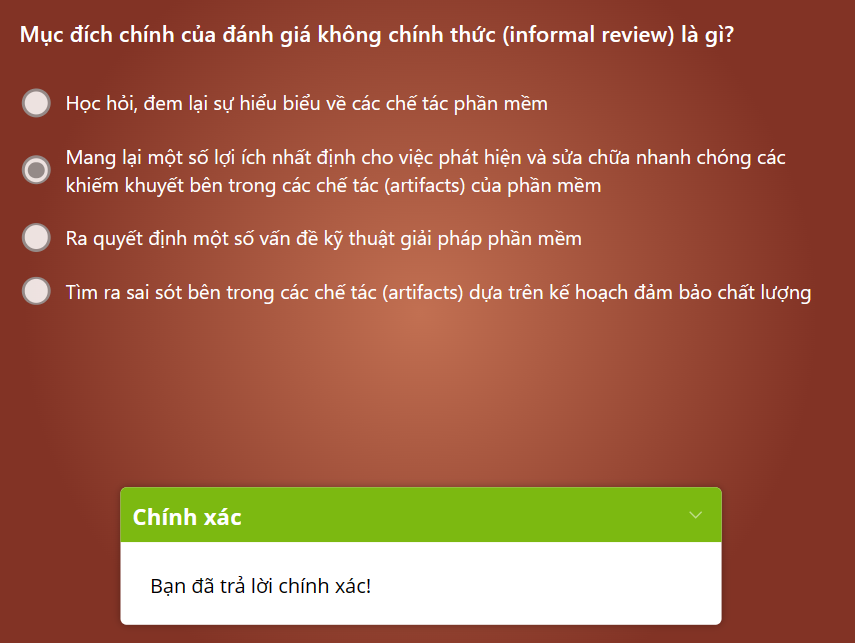 Mục đích chính của đánh giá không chính thức (informal review) là gì?
Học hỏi, đem lại sự hiểu biểu về các chế tác phần mềm
Mang lại một số lợi ích nhất định cho việc phát hiện và sửa chữa nhanh chóng các
khiếm khuyết bên trong các chế tác (artifacts) của phần mềm
Ra quyết định một số vấn đề kỹ thuật giải pháp phần mềm
Tìm ra sai sót bên trong các chế tác (artifacts) dựa trên kế hoạch đảm bảo chất lượng
Chính xác
Bạn đã trả lời chính xác!